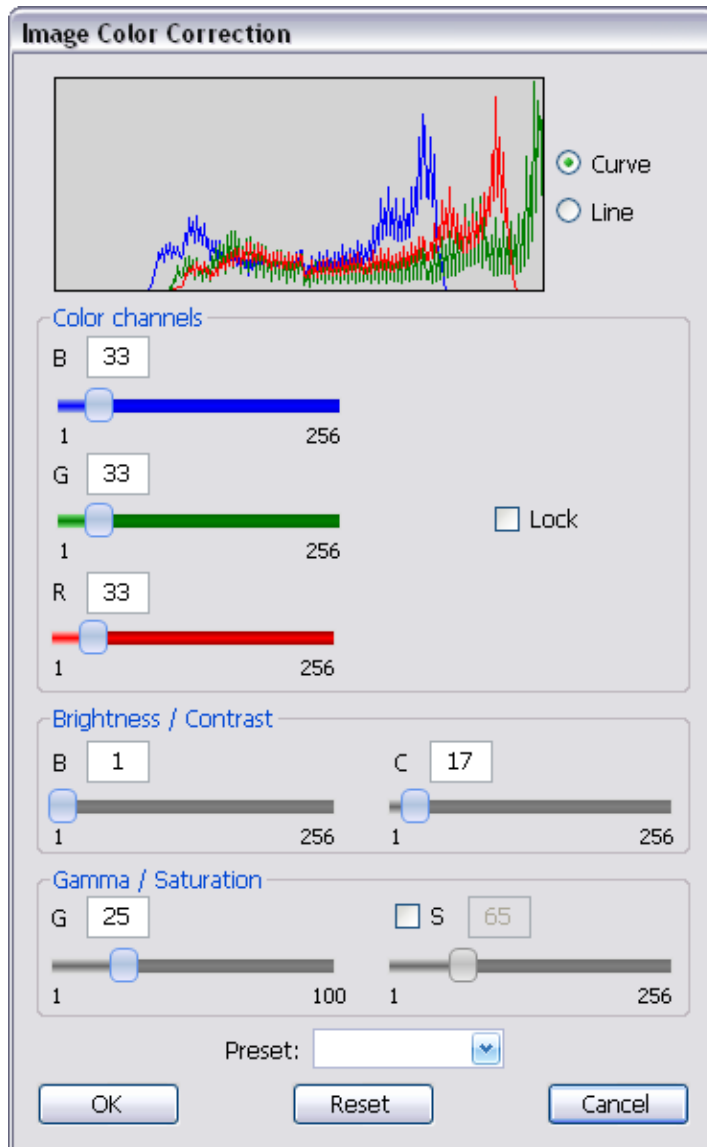 Image Color Correction
Curve
Line
Color channels
B 33
1 256
G 33
1 256
Lock
R 33
1 256
Brightness / Contrast
B 1 C 17
1 256 1 256
Gamma / Saturation
G 25 S 65
1 100 1 256
Preset:
OK Reset Cancel